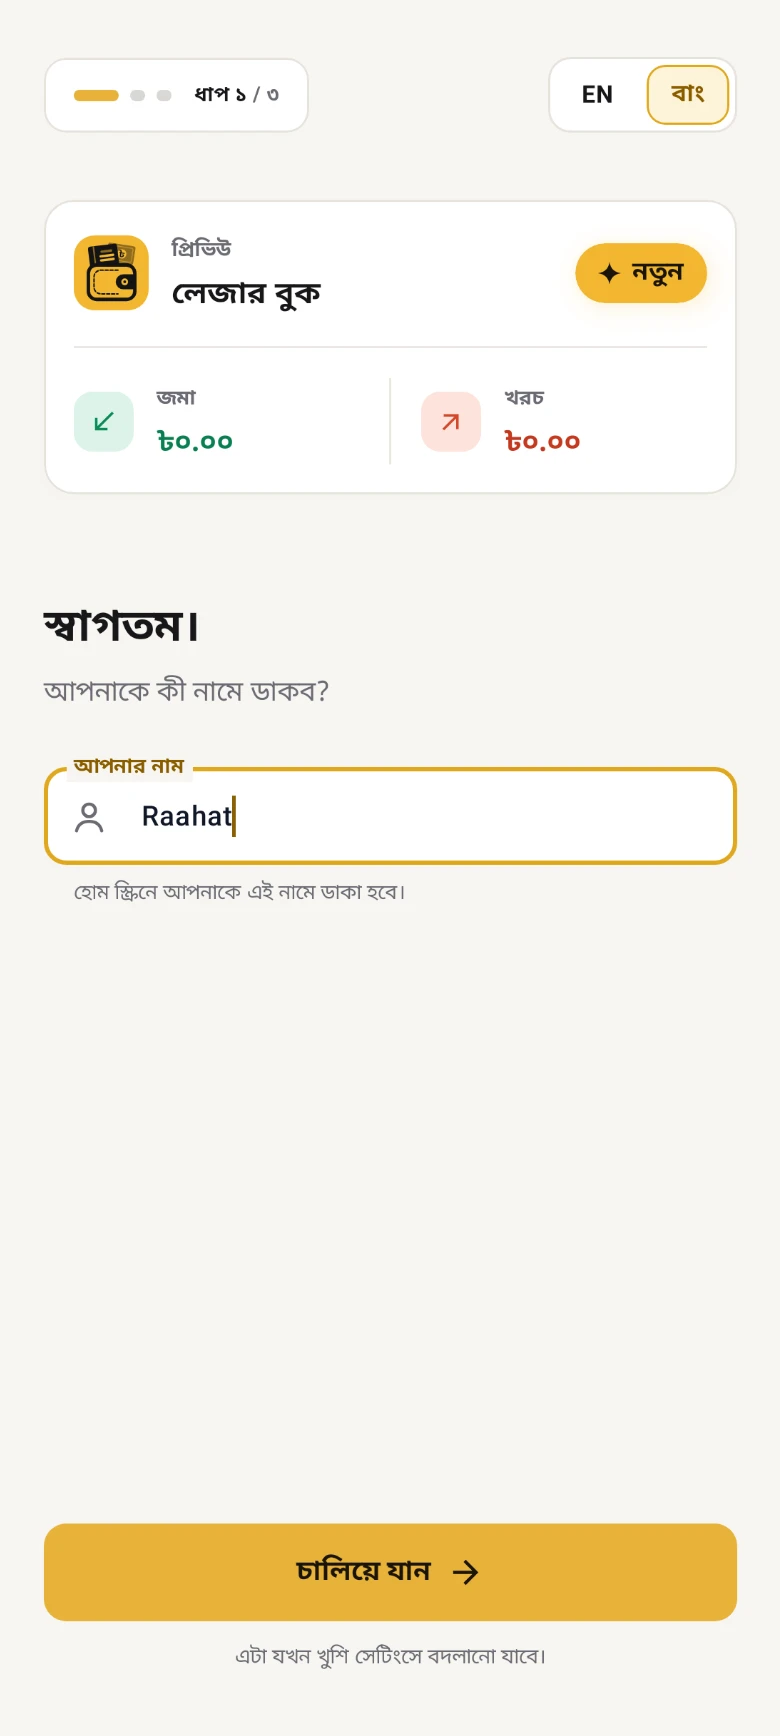 ধাপ ১ / ৩
EN
বাং
প্রিভিউ
লেজার বুক
নতুন
জমা
৳০.০০
খরচ
৳০.০০
স্বাগতম।
আপনাকে কী নামে ডাকব?
আপনার নাম
Raahat
হোম স্ক্রিনে আপনাকে এই নামে ডাকা হবে।
চালিয়ে যান →
এটা যখন খুশি সেটিংসে বদলানো যাবে।